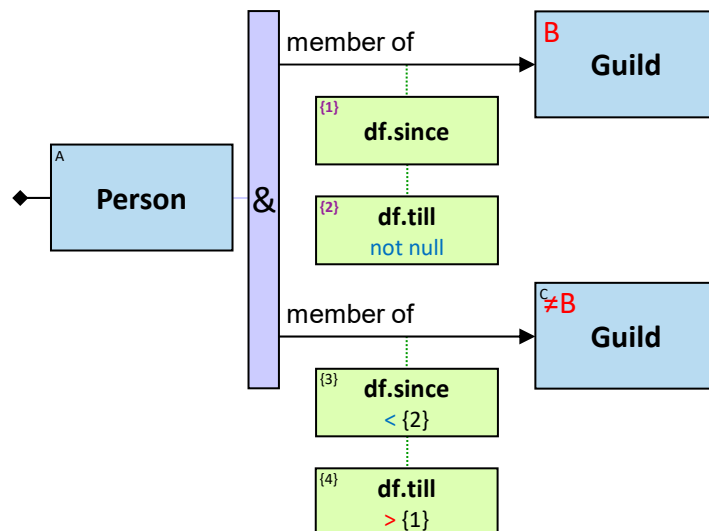 member of
B
Guild
{1}
df.since
A
Person
&
{2}
df.till
not null
member of
C
≠B
Guild
{3}
df.since
< {2}
{4}
df.till
> {1}